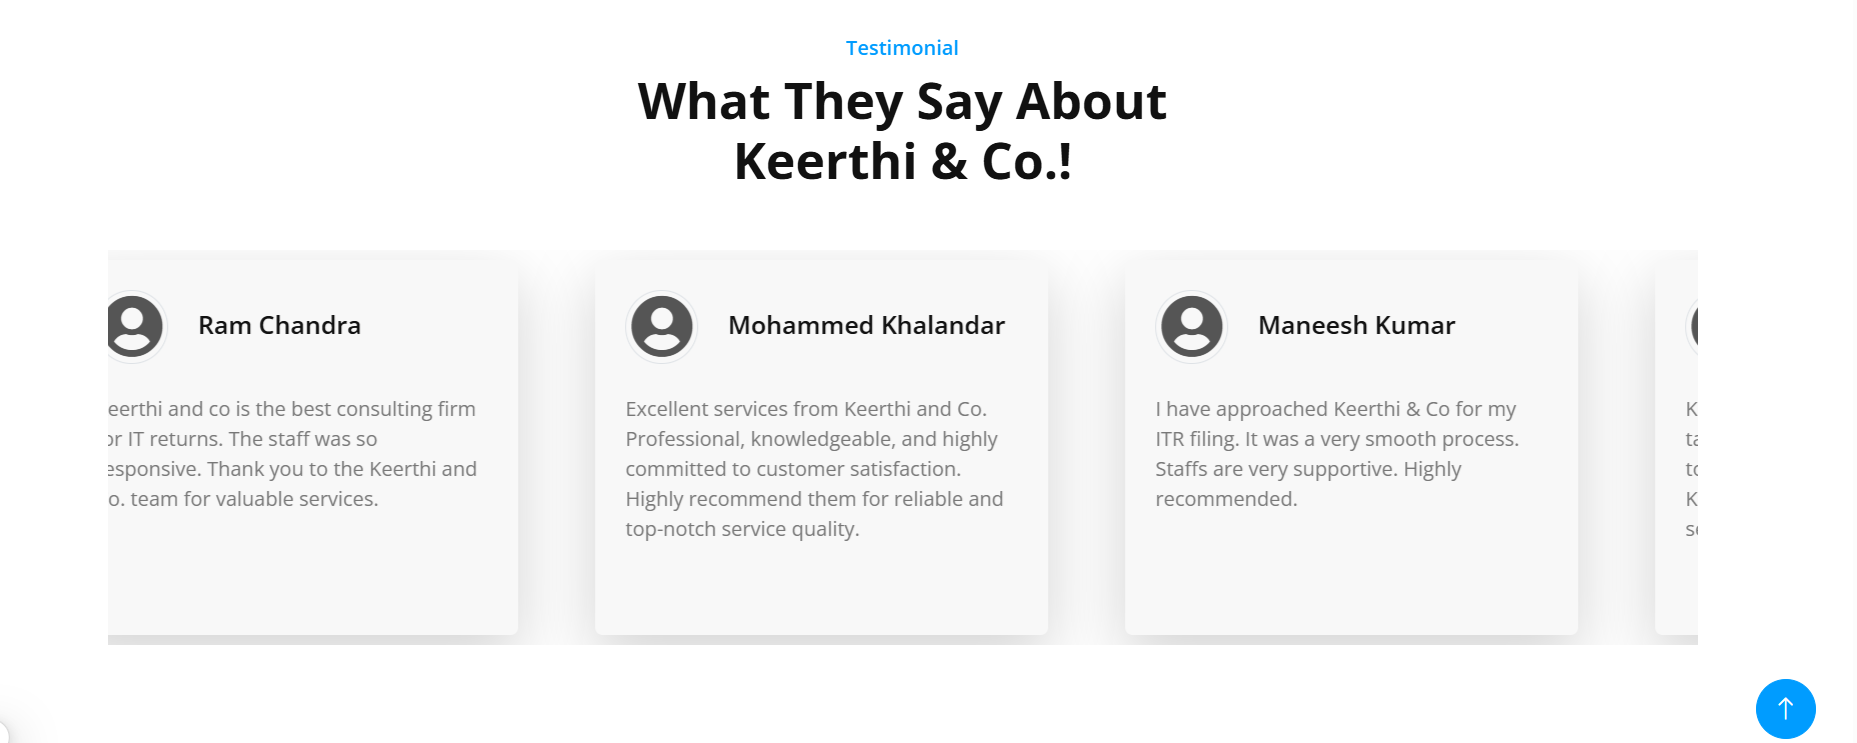 Testimonial
What They Say About
Keerthi & Co.!
Ram Chandra
eerthi and co is the best consulting firm
or IT returns. The staff was so
esponsive. Thank you to the Keerthi and
o. team for valuable services.
Mohammed Khalandar
Excellent services from Keerthi and Co.
Professional, knowledgeable, and highly
committed to customer satisfaction.
Highly recommend them for reliable and
top-notch service quality.
Maneesh Kumar
I have approached Keerthi & Co for my
ITR filing. It was a very smooth process.
Staffs are very supportive. Highly
recommended.